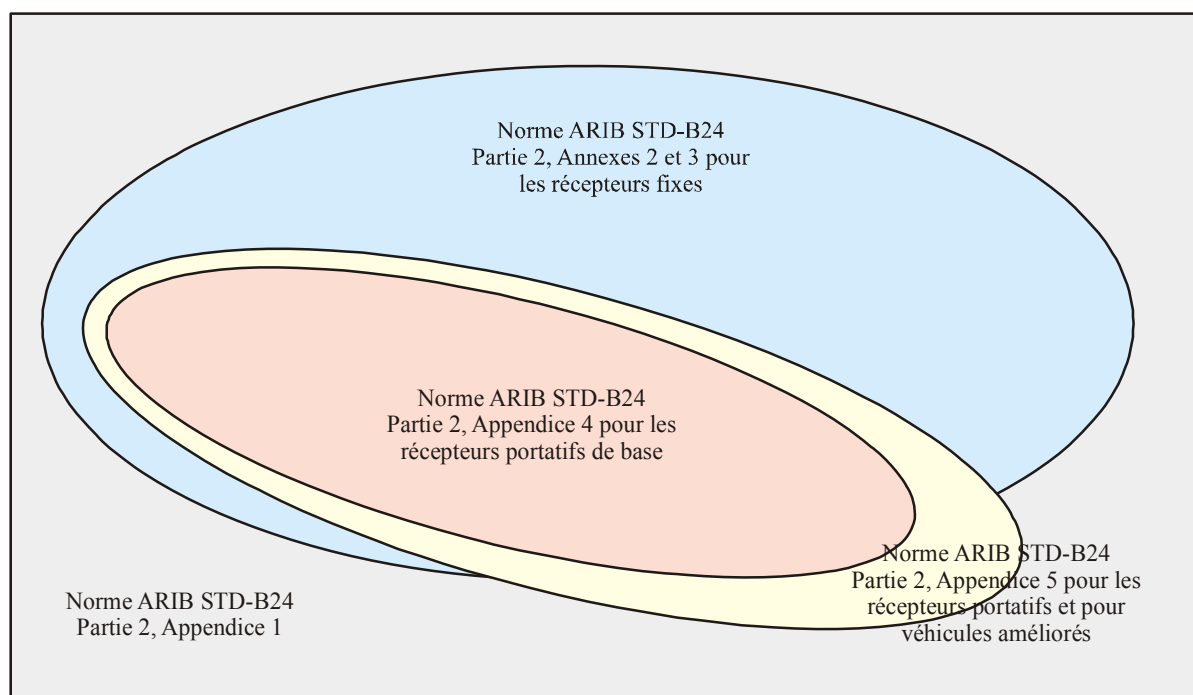 Norme ARIB STD-B24
Partie 2, Annexes 2 et 3 pour
les récepteurs fixes
Norme ARIB STD-B24
Partie 2, Appendice 4 pour les
récepteurs portatifs de base
Norme ARIB STD-B24
Partie 2, Appendice 5 pour les
récepteurs portatifs et pour
véhicules améliorés
Norme ARIB STD-B24
Partie 2, Appendice 1